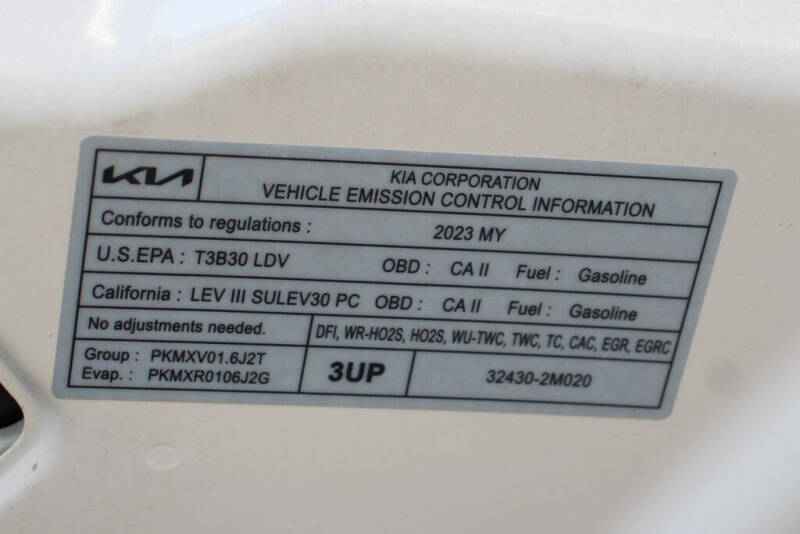 KIA
KIA CORPORATION
VEHICLE EMISSION CONTROL INFORMATION
Conforms to regulations : 2023 MY
U.S.EPA : T3B30 LDV OBD : CA II Fuel : Gasoline
California : LEV III SULEV30 PC OBD : CA II Fuel : Gasoline
No adjustments needed. DFI, WR-HO2S, HO2S, WU-TWC, TWC, TC, CAC, EGR, EGRC
Group : PKMXV01.6J2T
Evap. : PKMXR0106J2G
3UP
32430-2M020